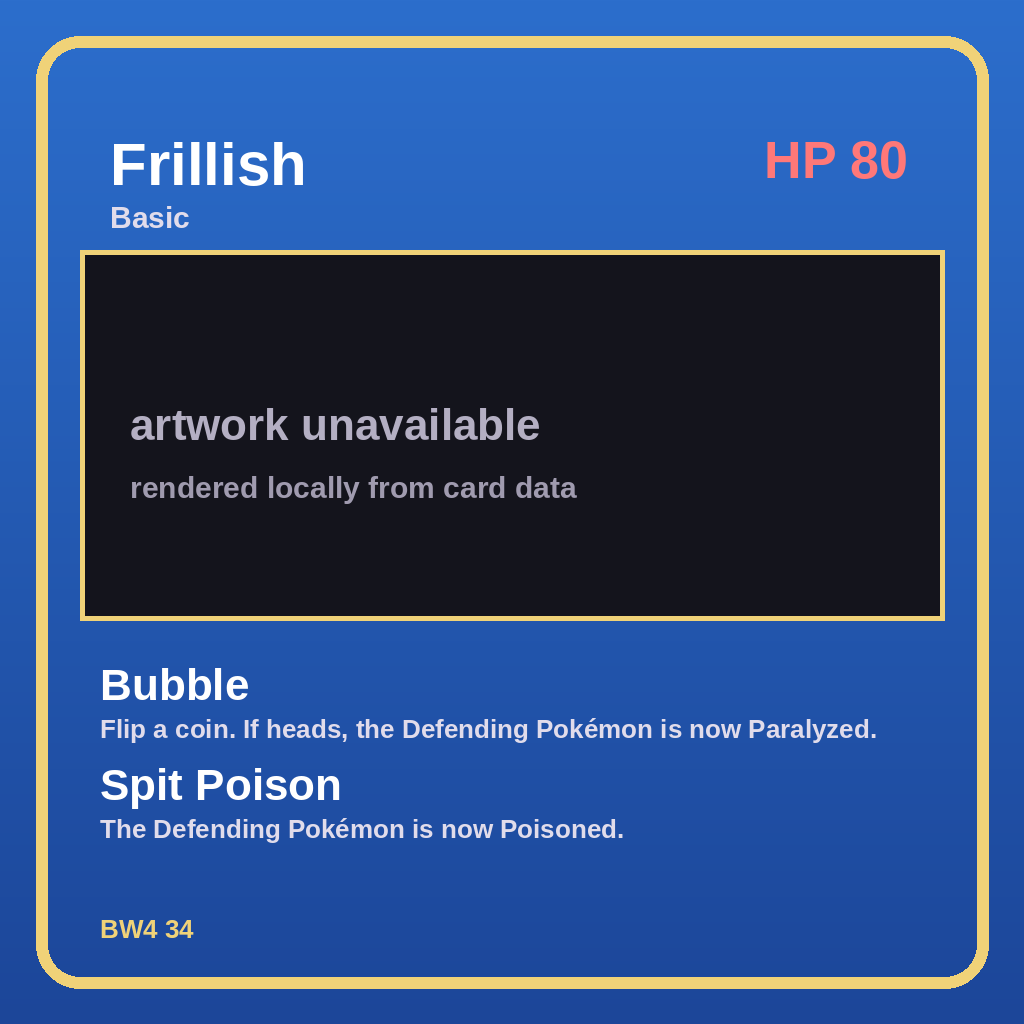 Frillish
HP 80
Basic
artwork unavailable
rendered locally from card data
Bubble
Flip a coin. If heads, the Defending Pokémon is now Paralyzed.
Spit Poison
The Defending Pokémon is now Poisoned.
BW4 34